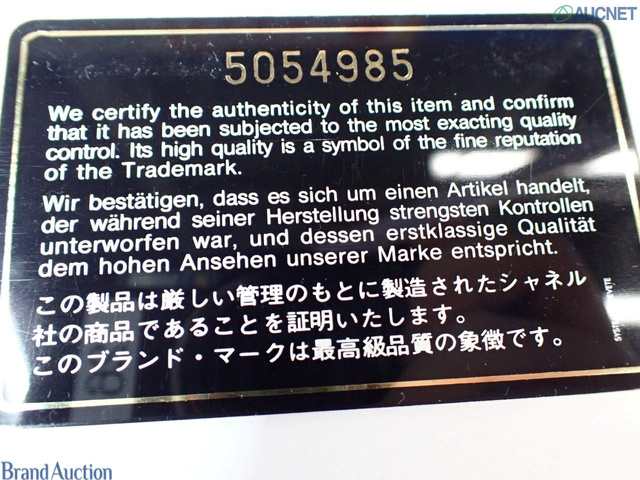 AUCNET
5054985
We certify the authenticity of this item and confirm
that it has been subjected to the most exacting quality
control. Its high quality is a symbol of the fine reputation
of the Trademark.
Wir bestätigen, dass es sich um einen Artikel handelt,
der während seiner Herstellung strengsten Kontrollen
unterworfen war, und dessen erstklassige Qualität
dem hohen Ansehen unserer Marke entspricht.
この製品は厳しい管理のもとに製造されたシャネル
社の商品であることを証明いたします。
このブランド・マークは最高級品質の象徴です。
Brand Auction